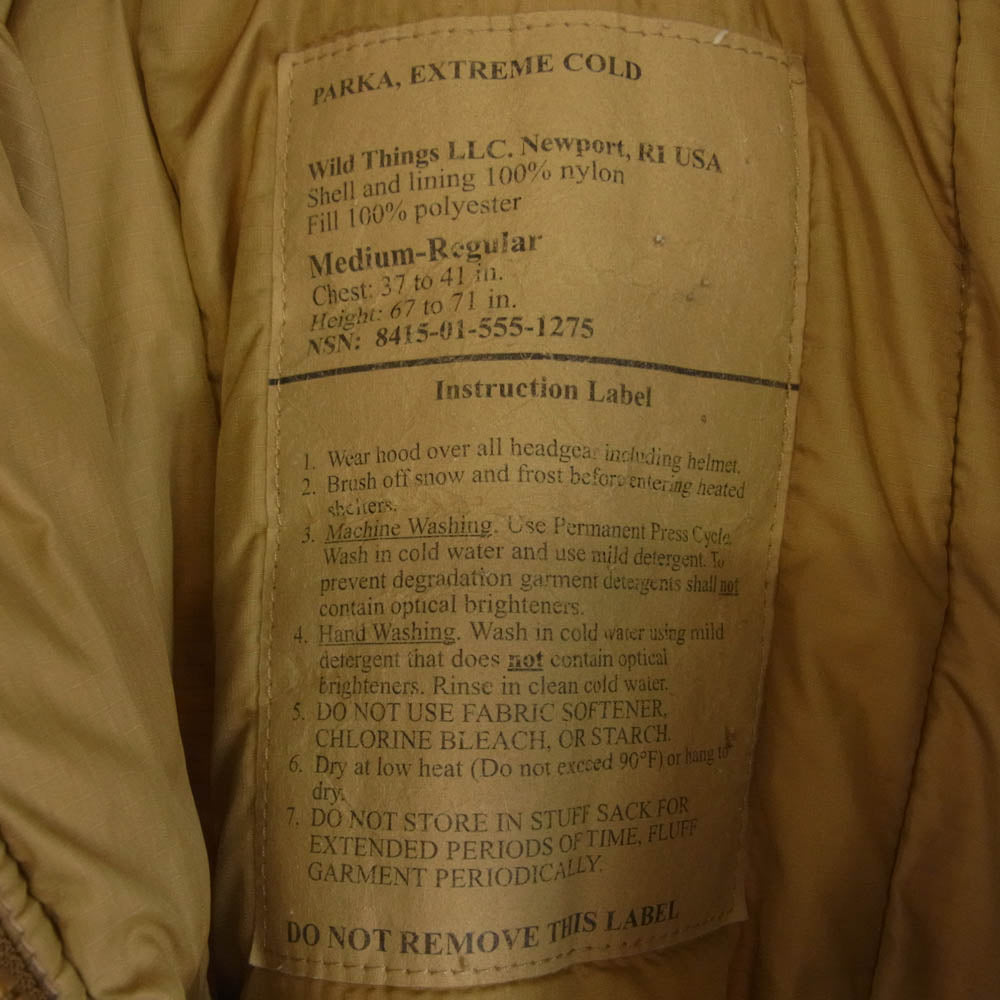 PARKA, EXTREME COLD
Wild Things LLC. Newport, RI USA
Shell and lining 100% nylon
Fill 100% polyester
Medium-Regular
Chest: 37 to 41 in.
Height: 67 to 71 in.
NSN: 8415-01-555-1275
Instruction Label
1. Wear hood over all headgear including helmet.
2. Brush off snow and frost before entering heated
shelters.
3. Machine Washing. Use Permanent Press Cycle.
Wash in cold water and use mild detergent. To
prevent degradation garment detergents shall not
contain optical brighteners.
4. Hand Washing. Wash in cold water using mild
detergent that does not contain optical
brighteners. Rinse in clean cold water.
5. DO NOT USE FABRIC SOFTENER,
CHLORINE BLEACH, OR STARCH.
6. Dry at low heat (Do not exceed 90°F) or hang to
dry.
7. DO NOT STORE IN STUFF SACK FOR
EXTENDED PERIODS OF TIME, FLUFF
GARMENT PERIODICALLY.
DO NOT REMOVE THIS LABEL